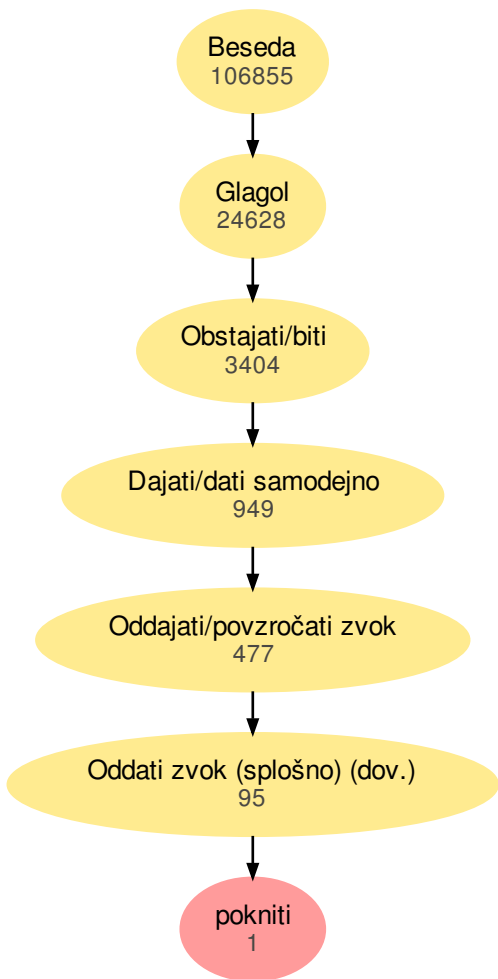 Beseda
106855
Glagol
24628
Obstajati/biti
3404
Dajati/dati samodejno
949
Oddajati/povzročati zvok
477
Oddati zvok (splošno) (dov.)
95
pokniti
1